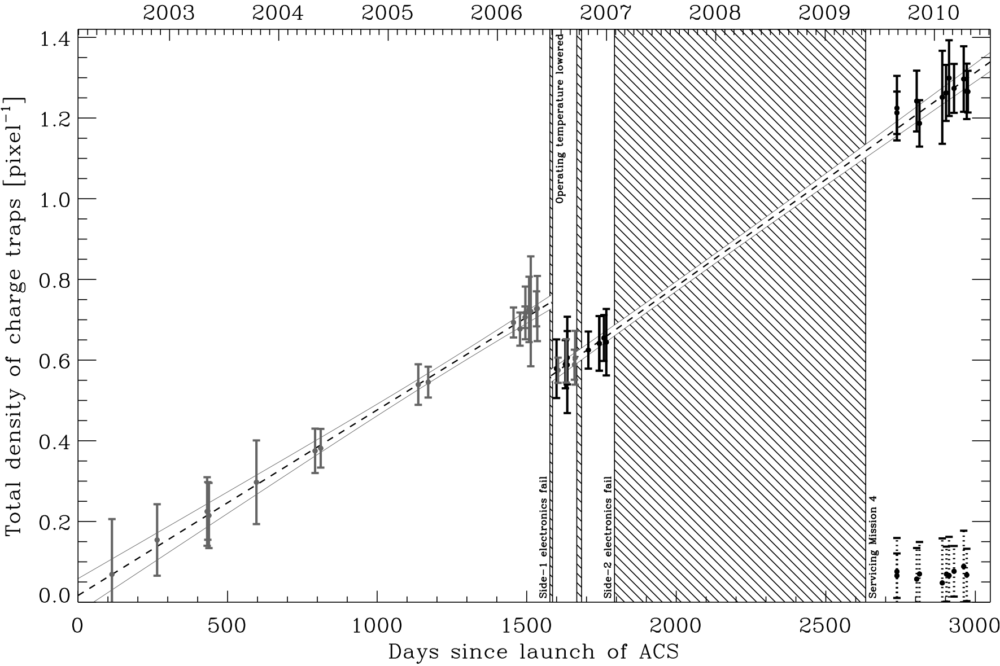 2003 2004 2005 2006 2007 2008 2009 2010
Total density of charge traps [pixel⁻¹]
1.4
1.2
1.0
0.8
0.6
0.4
0.2
0.0
Side-1 electronics fail
Operating temperature lowered
Side-2 electronics fail
Servicing Mission 4
0 500 1000 1500 2000 2500 3000
Days since launch of ACS